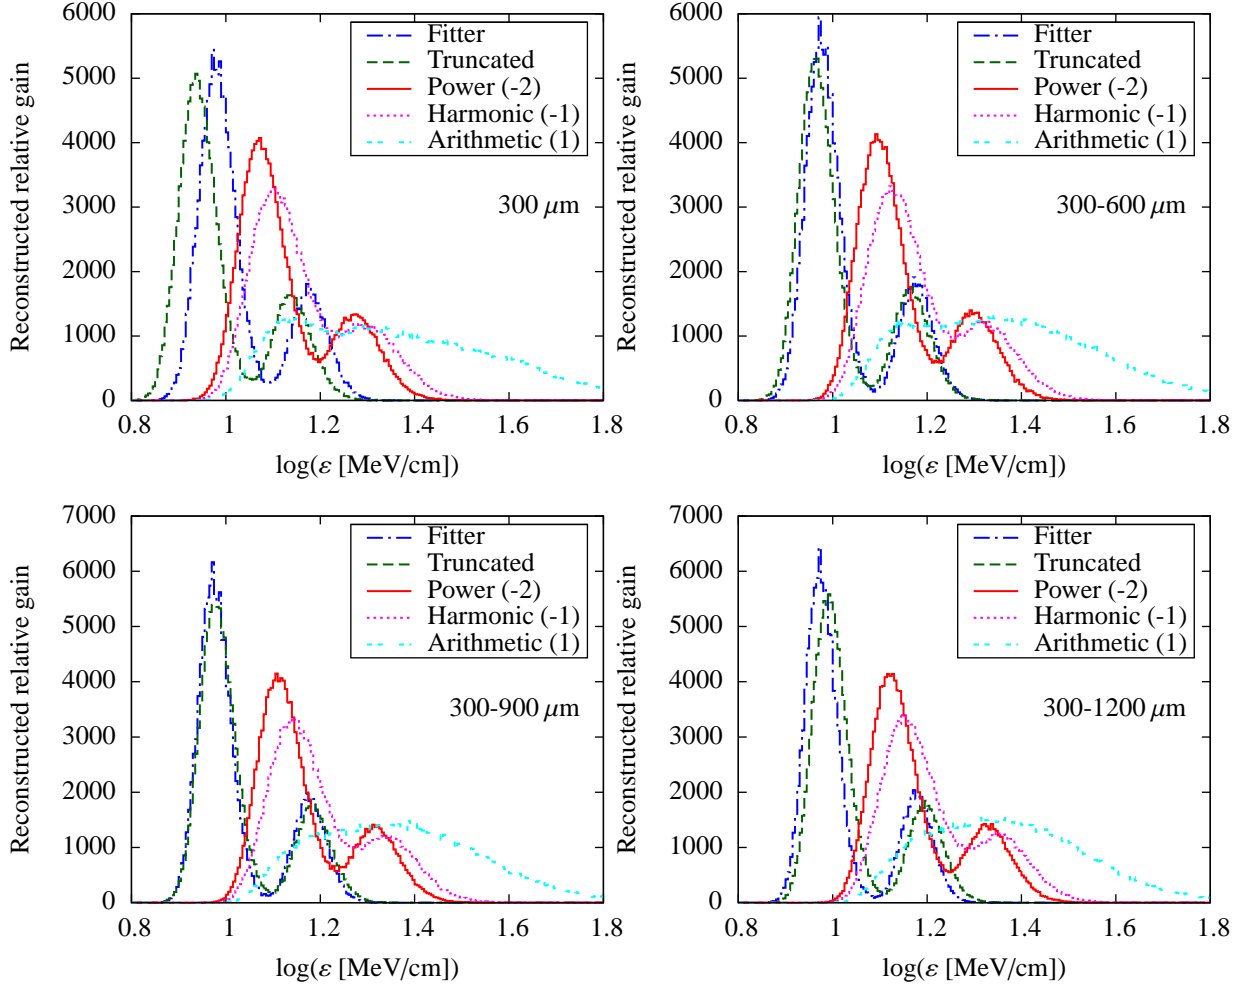 6000
5000
4000
3000
2000
1000
0
Reconstructed relative gain
Fitter
Truncated
Power (-2)
Harmonic (-1)
Arithmetic (1)
300 μm
0.8 1 1.2 1.4 1.6 1.8
log(ε [MeV/cm])
6000
5000
4000
3000
2000
1000
0
Reconstructed relative gain
Fitter
Truncated
Power (-2)
Harmonic (-1)
Arithmetic (1)
300-600 μm
0.8 1 1.2 1.4 1.6 1.8
log(ε [MeV/cm])
7000
6000
5000
4000
3000
2000
1000
0
Reconstructed relative gain
Fitter
Truncated
Power (-2)
Harmonic (-1)
Arithmetic (1)
300-900 μm
0.8 1 1.2 1.4 1.6 1.8
log(ε [MeV/cm])
7000
6000
5000
4000
3000
2000
1000
0
Reconstructed relative gain
Fitter
Truncated
Power (-2)
Harmonic (-1)
Arithmetic (1)
300-1200 μm
0.8 1 1.2 1.4 1.6 1.8
log(ε [MeV/cm])